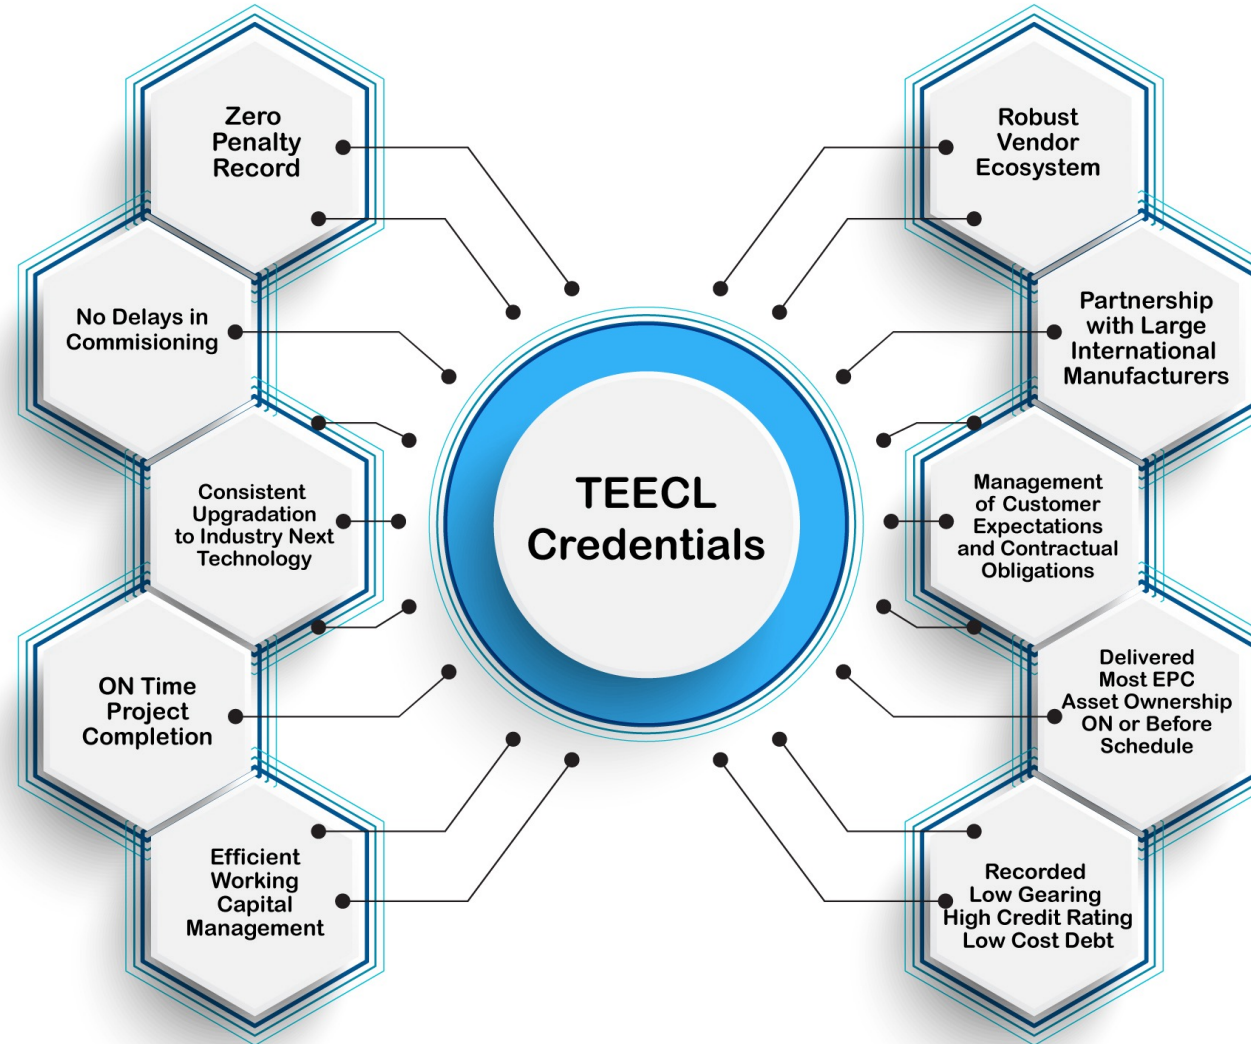 Zero
Penalty
Record
No Delays in
Commisioning
Consistent
Upgradation
to Industry Next
Technology
ON Time
Project
Completion
Efficient
Working
Capital
Management
TEECL
Credentials
Robust
Vendor
Ecosystem
Partnership
with Large
International
Manufacturers
Management
of Customer
Expectations
and Contractual
Obligations
Delivered
Most EPC
Asset Ownership
ON or Before
Schedule
Recorded
Low Gearing
High Credit Rating
Low Cost Debt